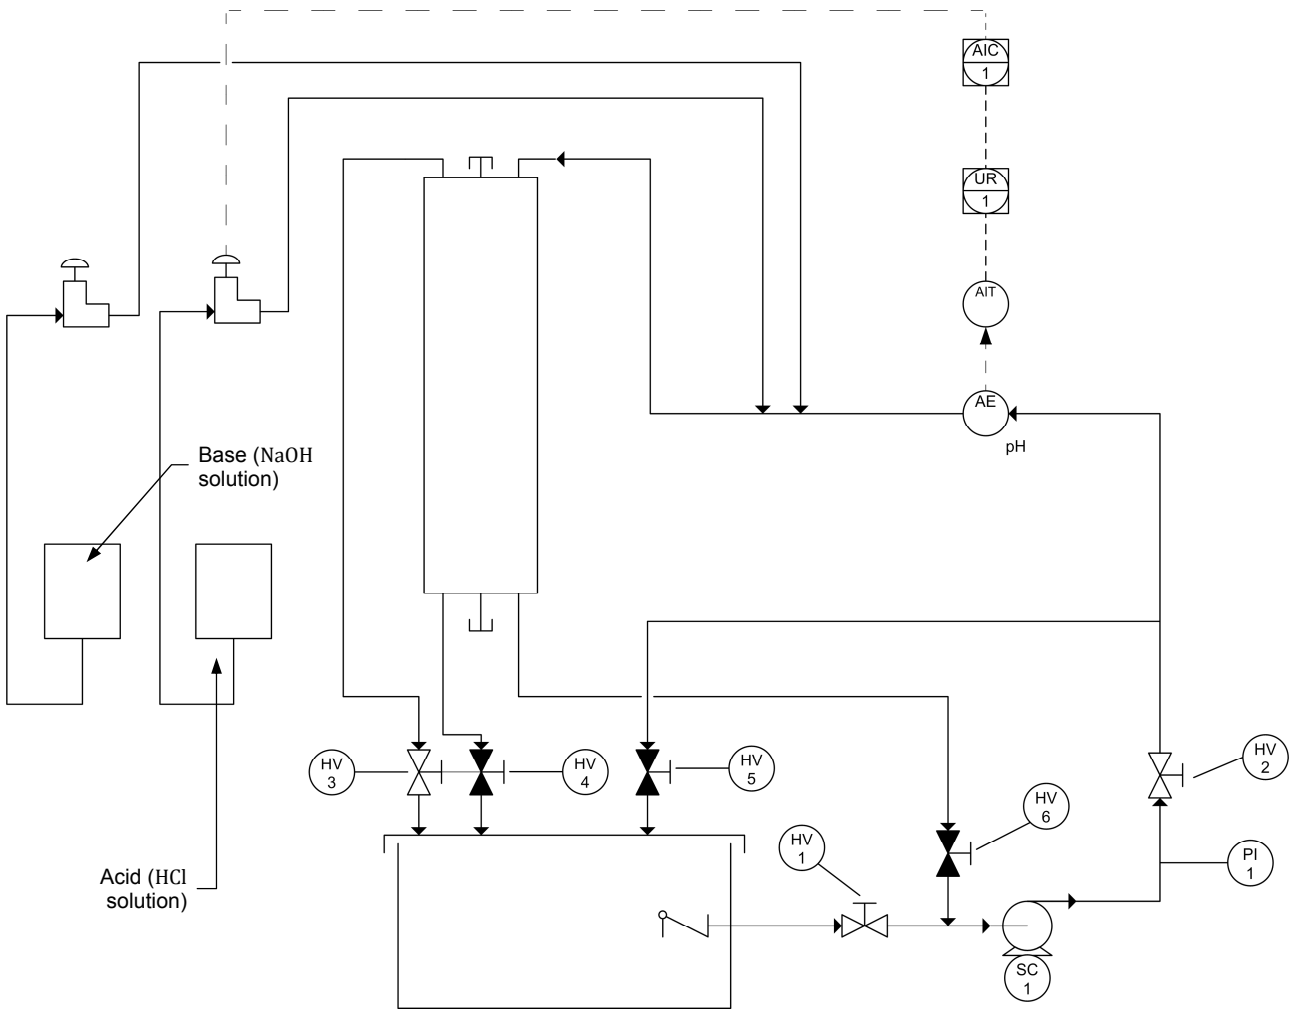 AIC
1
UR
1
AIT
AE
pH
Base (NaOH
solution)
HV
3
HV
4
HV
5
HV
2
HV
6
HV
1
PI
1
Acid (HCl
solution)
SC
1